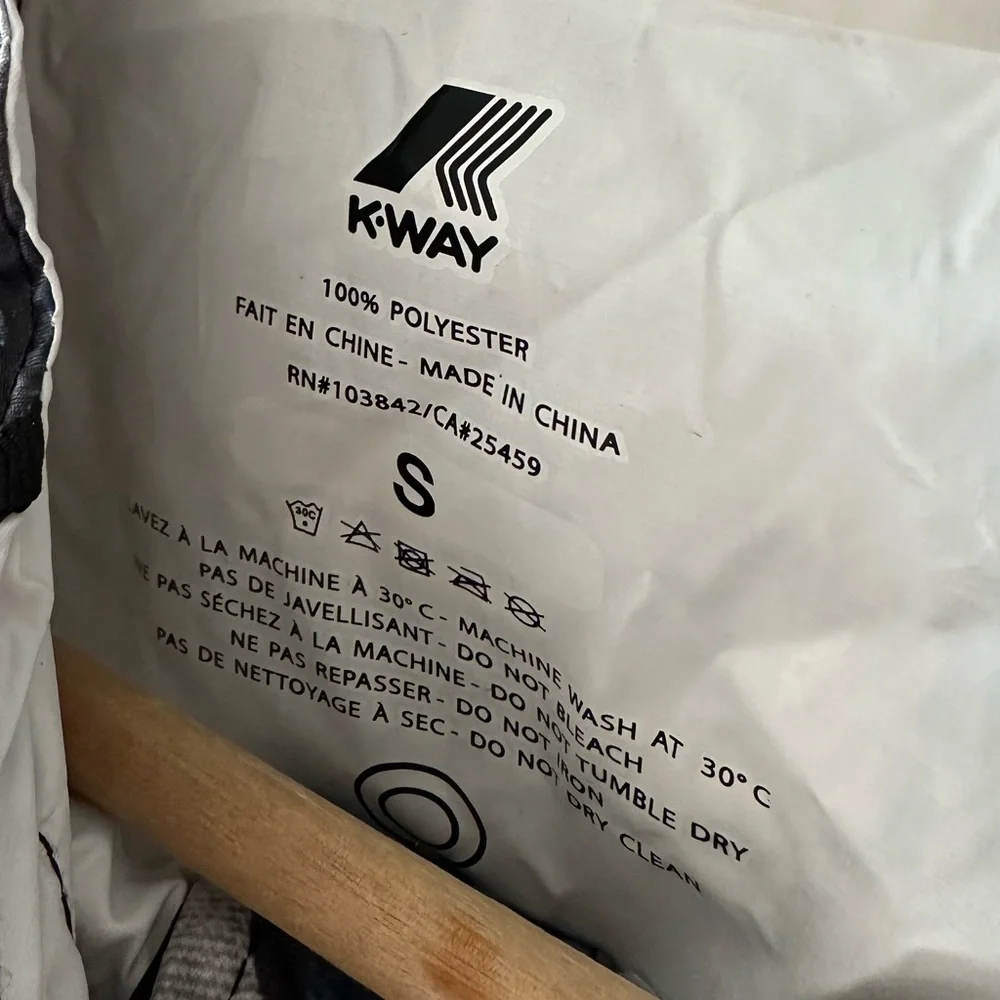 K·WAY
100% POLYESTER
FAIT EN CHINE - MADE IN CHINA
RN#103842/CA#25459
S
30C
LAVEZ À LA MACHINE À 30°C - MACHINE WASH AT 30°C
PAS DE JAVELLISANT - DO NOT BLEACH
NE PAS SÉCHEZ À LA MACHINE - DO NOT TUMBLE DRY
NE PAS REPASSER - DO NOT IRON
PAS DE NETTOYAGE À SEC - DO NOT DRY CLEAN